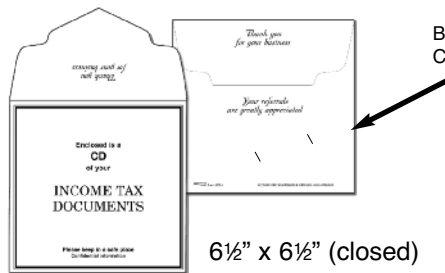 Thank you
for your business
Thank you
for your business
Your referrals
are greatly appreciated
B
C
Enclosed is a
CD
of your
INCOME TAX
DOCUMENTS
Please keep in a safe place
Confidential information
6½” x 6½” (closed)